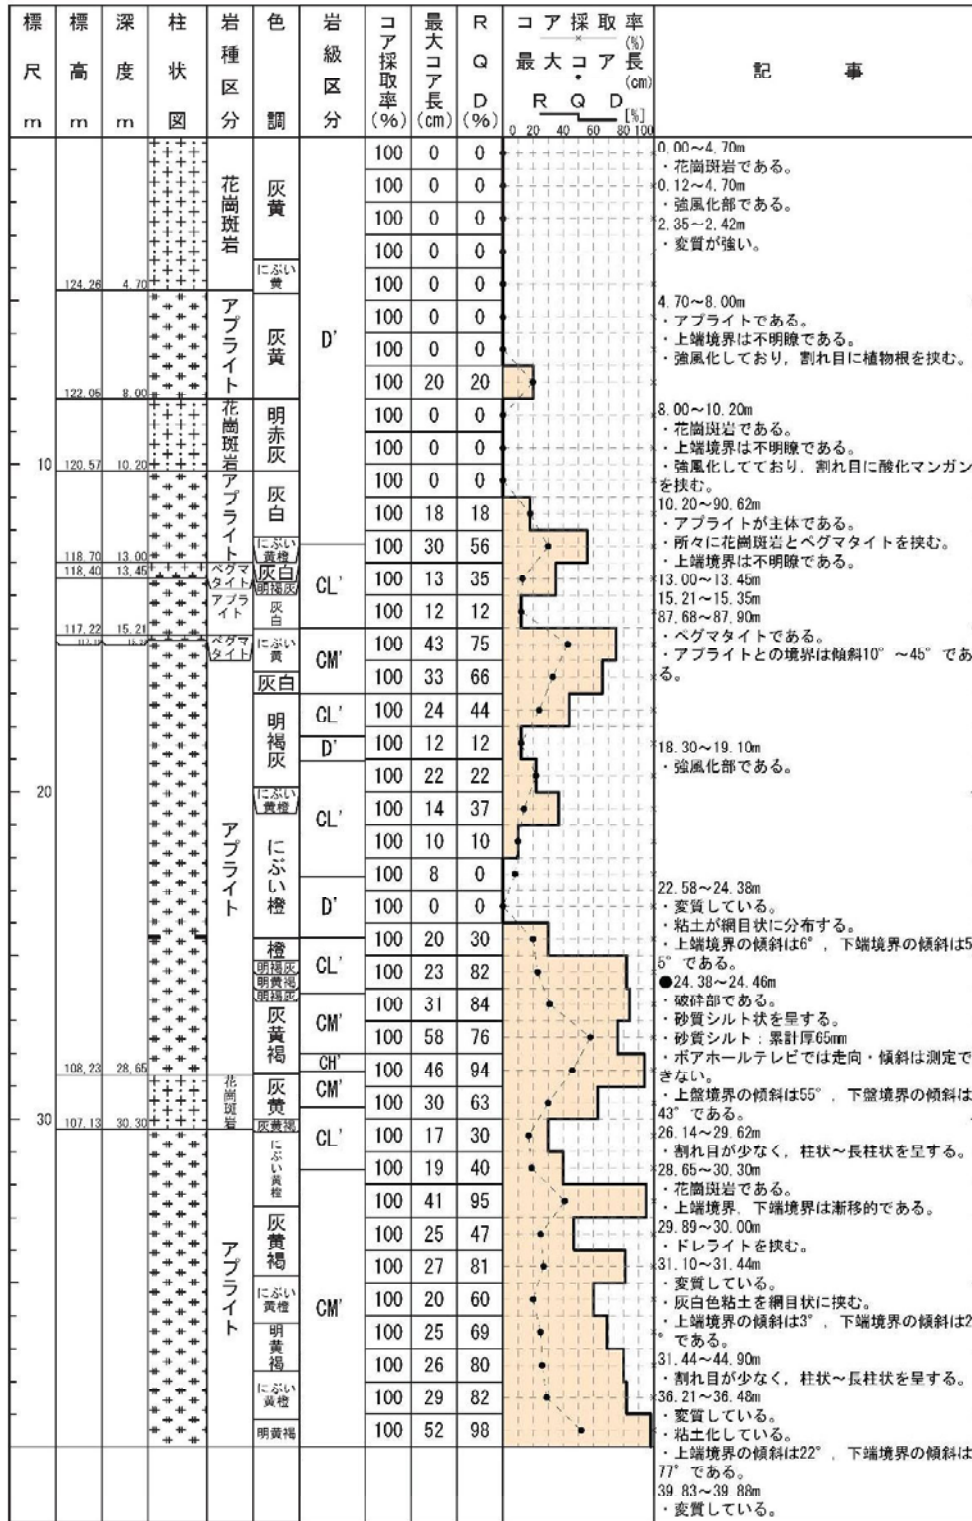 標尺m
標高m
深度m
柱状図
岩種区分
色調
岩級区分
コア採取率(%)
最大コア長(cm)
RQD(%)
コア採取率(%)
最大コア長(cm)
RQD[%]
0 20 40 60 80 100
10
20
30
124.26 4.70
122.05 8.00
120.57 10.20
118.70 13.00
118.40 13.45
117.22 15.21
108.23 28.65
107.13 30.30
花崗斑岩
アプライト
花崗斑岩
アプライト
ペグマタイト
アプライト
ペグマタイト
アプライト
花崗斑岩
アプライト
灰黄
にぶい黄
灰黄
明赤灰
灰白
にぶい黄橙
灰白
明褐灰
灰白
にぶい黄
灰白
明褐灰
にぶい黄橙
にぶい橙
橙
明褐灰
明黄褐
明褐灰
灰黄褐
灰黄
灰黄褐
にぶい黄橙
灰黄褐
にぶい黄橙
明黄褐
にぶい黄橙
明黄褐
D'
CL'
CM'
CL'
D'
CL'
D'
CL'
CM'
CH'
CM'
CL'
CM'
100 0 0
100 0 0
100 0 0
100 0 0
100 0 0
100 0 0
100 0 0
100 20 20
100 0 0
100 0 0
100 0 0
100 18 18
100 30 56
100 13 35
100 12 12
100 43 75
100 33 66
100 24 44
100 12 12
100 22 22
100 14 37
100 10 10
100 8 0
100 0 0
100 20 30
100 23 82
100 31 84
100 58 76
100 46 94
100 30 63
100 17 30
100 19 40
100 41 95
100 25 47
100 27 81
100 20 60
100 25 69
100 26 80
100 29 82
100 52 98
記事
0.00～4.70m
・花崗斑岩である。
0.12～4.70m
・強風化部である。
2.35～2.42m
・変質が強い。
4.70～8.00m
・アプライトである。
・上端境界は不明瞭である。
・強風化しており，割れ目に植物根を挟む。
8.00～10.20m
・花崗斑岩である。
・上端境界は不明瞭である。
・強風化してており，割れ目に酸化マンガン
を挟む。
10.20～90.62m
・アプライトが主体である。
・所々に花崗斑岩とペグマタイトを挟む。
・上端境界は不明瞭である。
13.00～13.45m
15.21～15.35m
87.68～87.90m
・ペグマタイトである。
・アプライトとの境界は傾斜10°～45°であ
る。
18.30～19.10m
・強風化部である。
22.58～24.38m
・変質している。
・粘土が網目状に分布する。
・上端境界の傾斜は6°，下端境界の傾斜は5
5°である。
●24.38～24.46m
・破砕部である。
・砂質シルト状を呈する。
・砂質シルト：累計厚65mm
・ボアホールテレビでは走向・傾斜は測定で
きない。
・上盤境界の傾斜は55°，下盤境界の傾斜は
43°である。
26.14～29.62m
・割れ目が少なく，柱状～長柱状を呈する。
28.65～30.30m
・花崗斑岩である。
・上端境界，下端境界は漸移的である。
29.89～30.00m
・ドレライトを挟む。
31.10～31.44m
・変質している。
・灰白色粘土を網目状に挟む。
・上端境界の傾斜は3°，下端境界の傾斜は2
°である。
31.44～44.90m
・割れ目が少なく，柱状～長柱状を呈する。
36.21～36.48m
・変質している。
・粘土化している。
・上端境界の傾斜は22°，下端境界の傾斜は
77°である。
39.83～39.88m
・変質している。